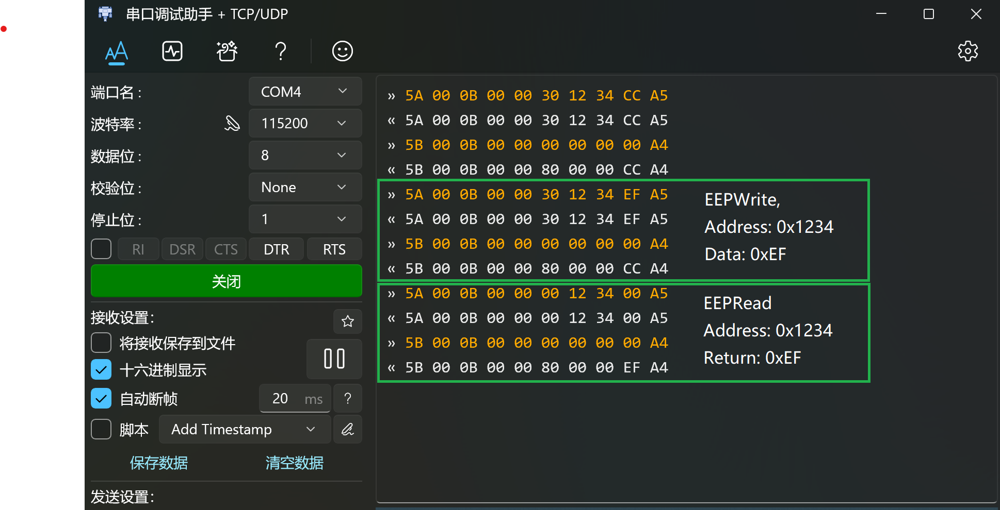 串口调试助手 + TCP/UDP
?
端口名 :
COM4
波特率 :
115200
数据位 :
8
校验位 :
None
停止位 :
1
RI DSR CTS DTR RTS
关闭
接收设置:
将接收保存到文件
十六进制显示
自动断帧
20 ms ?
脚本
Add Timestamp
保存数据 清空数据
发送设置:
» 5A 00 0B 00 00 30 12 34 CC A5
« 5A 00 0B 00 00 30 12 34 CC A5
» 5B 00 0B 00 00 00 00 00 00 A4
« 5B 00 0B 00 00 80 00 00 CC A4
» 5A 00 0B 00 00 30 12 34 EF A5
« 5A 00 0B 00 00 30 12 34 EF A5
» 5B 00 0B 00 00 00 00 00 00 A4
« 5B 00 0B 00 00 80 00 00 CC A4
EEPWrite,
Address: 0x1234
Data: 0xEF
» 5A 00 0B 00 00 00 12 34 00 A5
« 5A 00 0B 00 00 00 12 34 00 A5
» 5B 00 0B 00 00 00 00 00 00 A4
« 5B 00 0B 00 00 80 00 00 EF A4
EEPRead
Address: 0x1234
Return: 0xEF